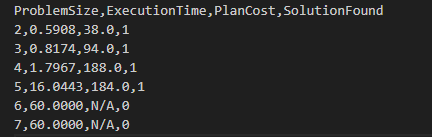 ProblemSize,ExecutionTime,PlanCost,SolutionFound
2,0.5908,38.0,1
3,0.8174,94.0,1
4,1.7967,188.0,1
5,16.0443,184.0,1
6,60.0000,N/A,0
7,60.0000,N/A,0